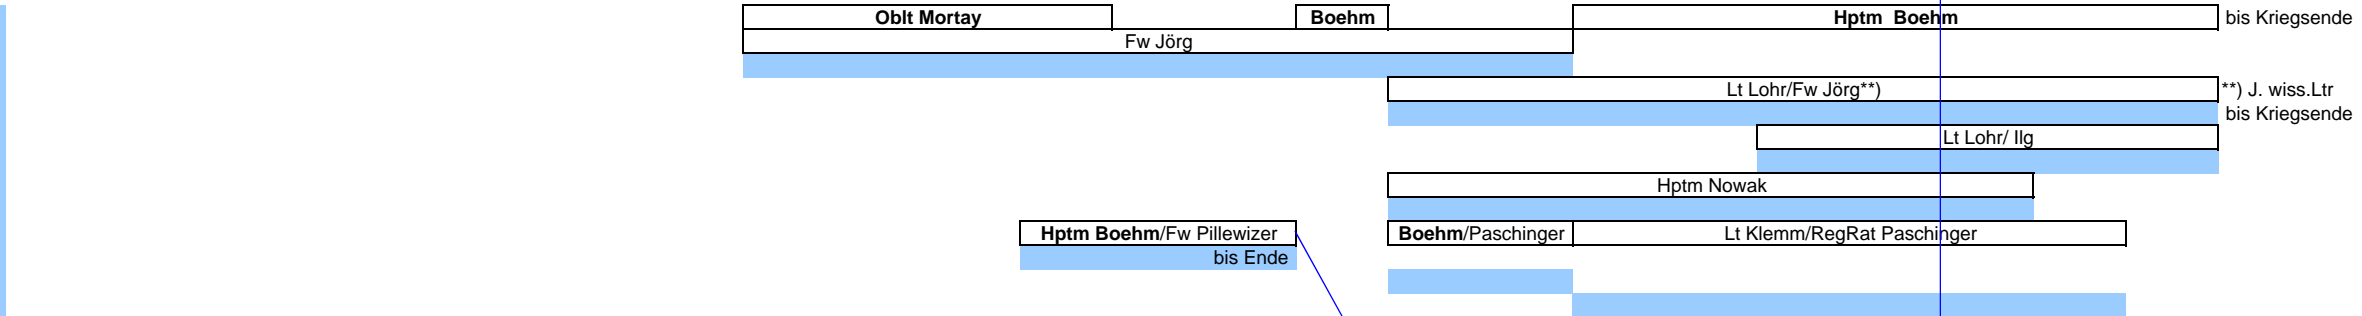 Oblt Mortay Boehm Hptm Boehm bis Kriegsende
Fw Jörg
Lt Lohr/Fw Jörg**) **) J. wiss.Ltr
bis Kriegsende
Lt Lohr/ Ilg
Hptm Nowak
Hptm Boehm/Fw Pillewizer Boehm/Paschinger Lt Klemm/RegRat Paschinger
bis Ende